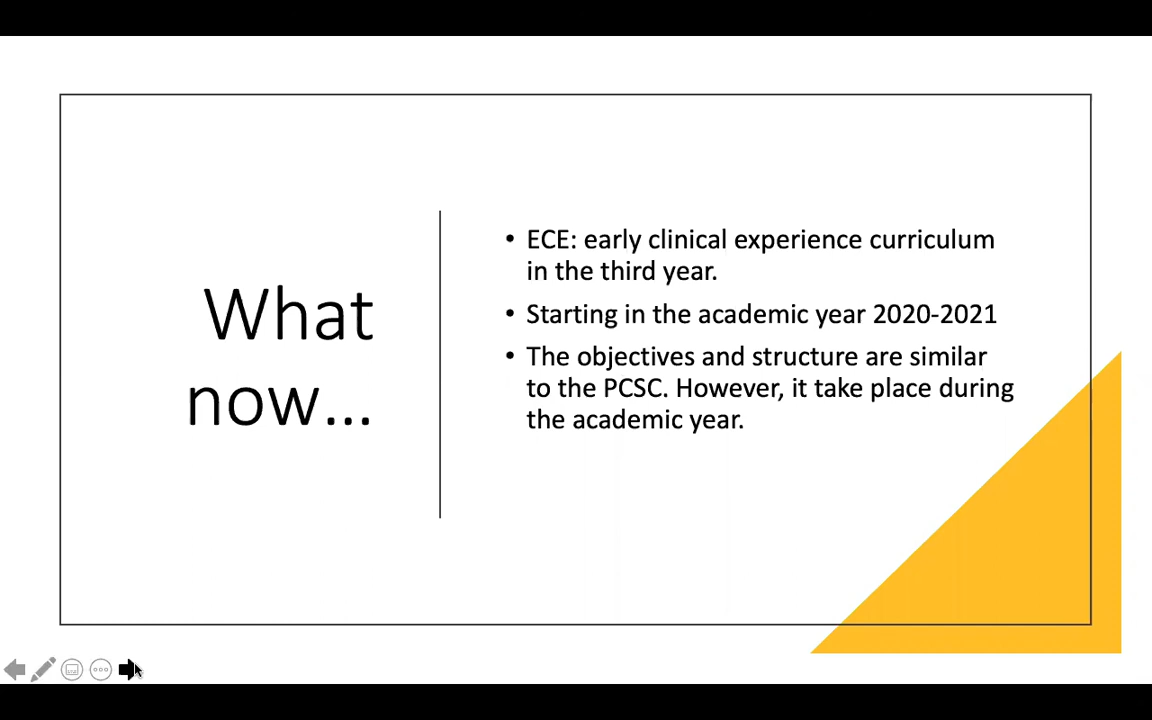 What
now...
• ECE: early clinical experience curriculum
in the third year.
• Starting in the academic year 2020-2021
• The objectives and structure are similar
to the PCSC. However, it take place during
the academic year.